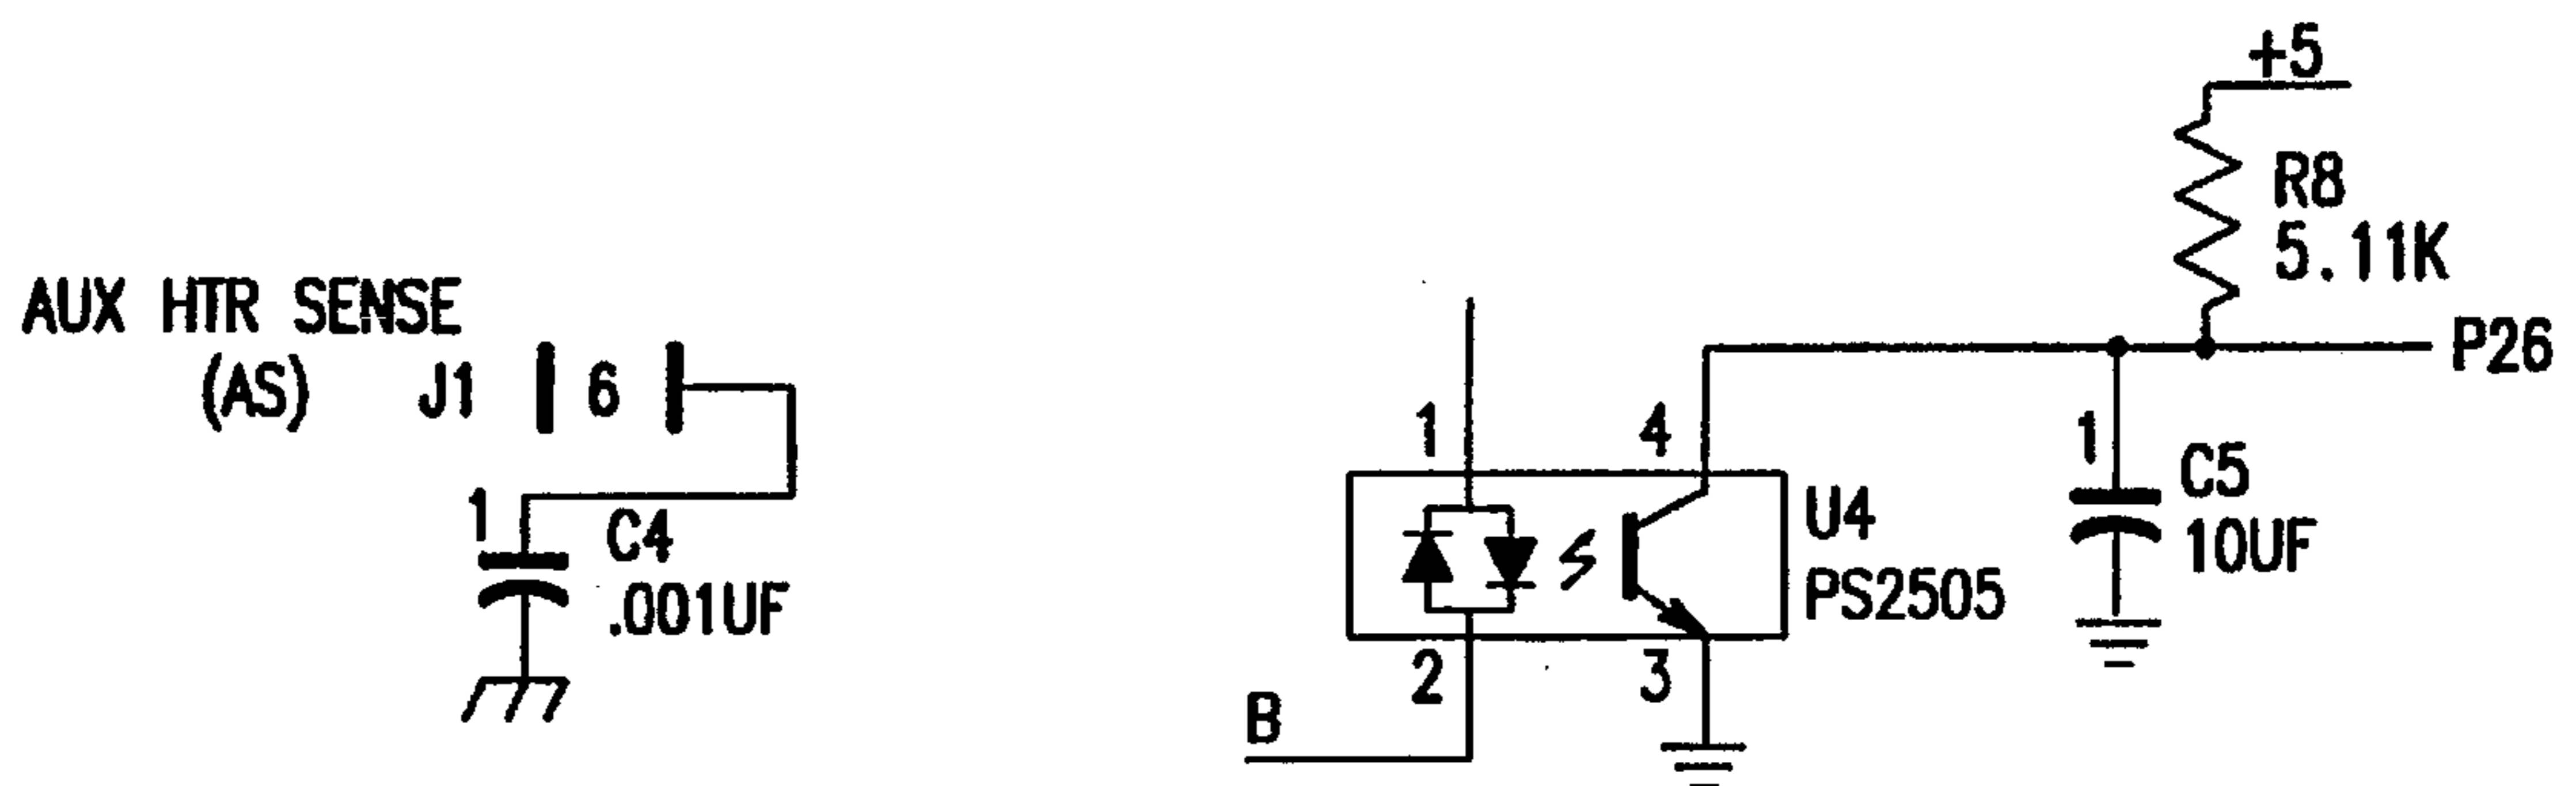 +5
R8
5.11K
AUX HTR SENSE
(AS) J1 6
P26
1 4
1
C5
10UF
1
C4
.001UF
U4
PS2505
2 3
B